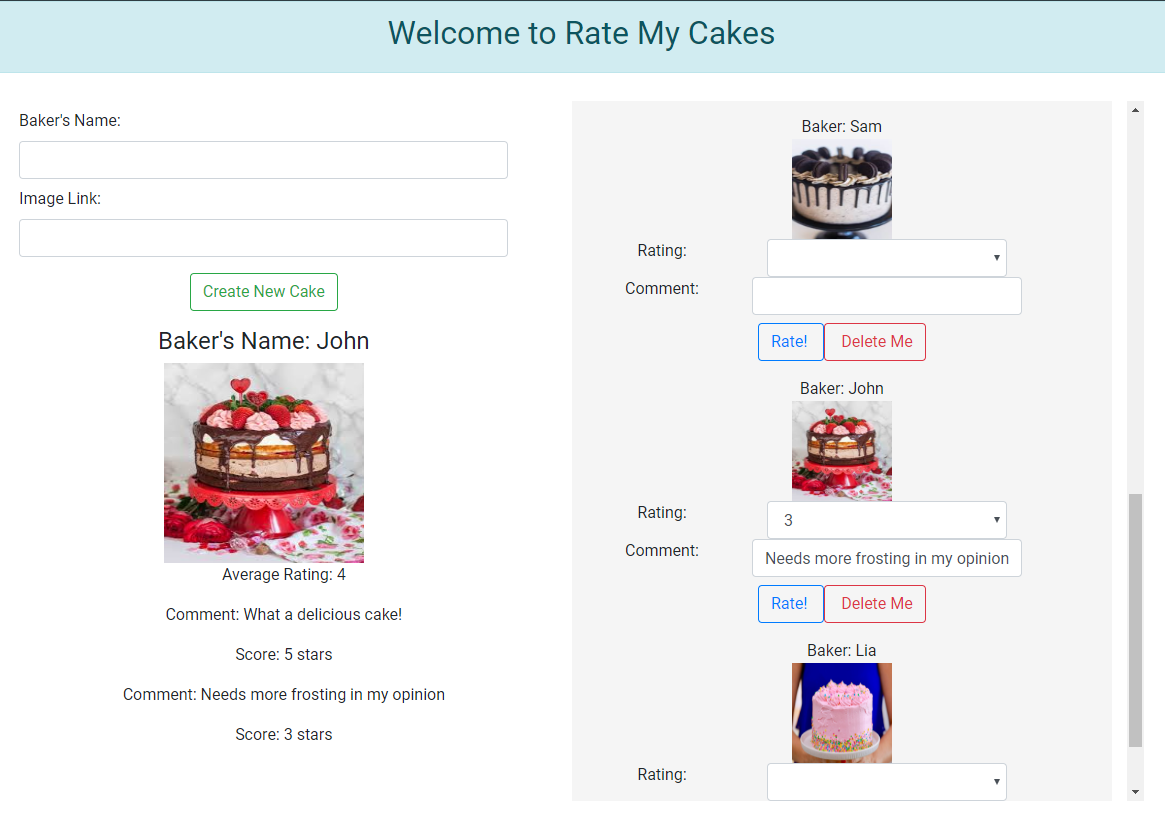 Welcome to Rate My Cakes
Baker's Name:
Image Link:
Create New Cake
Baker's Name: John
Average Rating: 4
Comment: What a delicious cake!
Score: 5 stars
Comment: Needs more frosting in my opinion
Score: 3 stars
Baker: Sam
Rating:
Comment:
Rate! Delete Me
Baker: John
Rating: 3
Comment: Needs more frosting in my opinion
Rate! Delete Me
Baker: Lia
Rating: